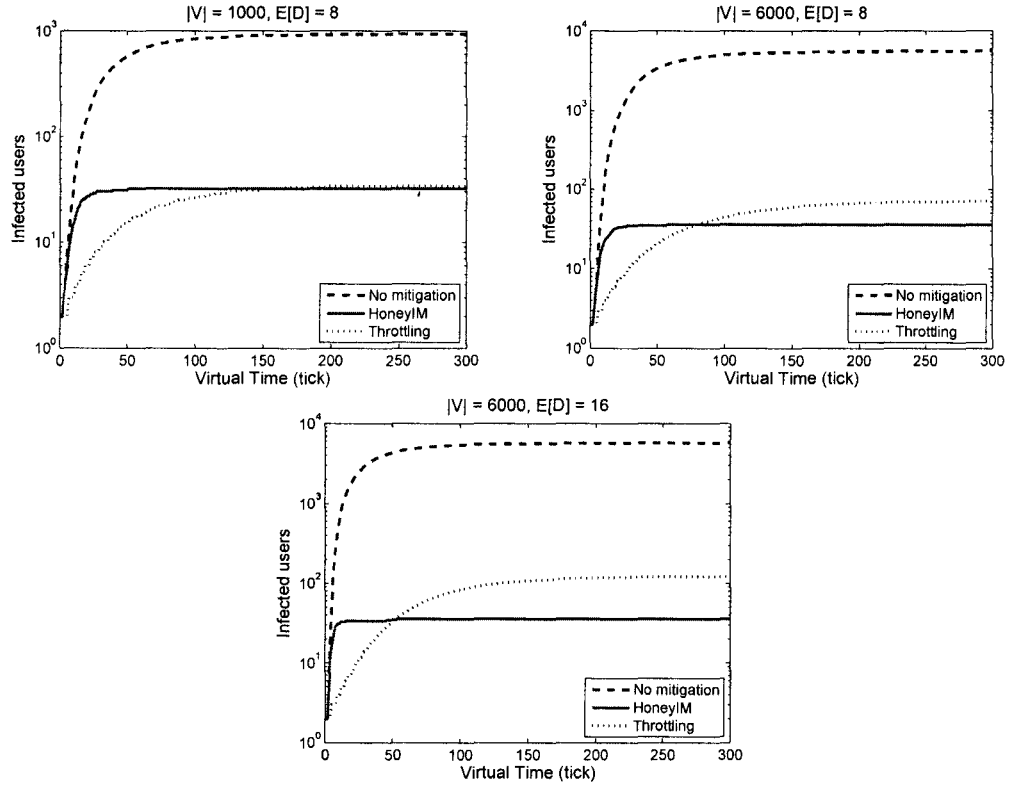 |V| = 1000, E[D] = 8
10^3
10^2
10^1
10^0
Infected users
0 50 100 150 200 250 300
Virtual Time (tick)
No mitigation
HoneyIM
Throttling
|V| = 6000, E[D] = 8
10^4
10^3
10^2
10^1
10^0
Infected users
0 50 100 150 200 250 300
Virtual Time (tick)
No mitigation
HoneyIM
Throttling
|V| = 6000, E[D] = 16
10^4
10^3
10^2
10^1
10^0
Infected users
0 50 100 150 200 250 300
Virtual Time (tick)
No mitigation
HoneyIM
Throttling